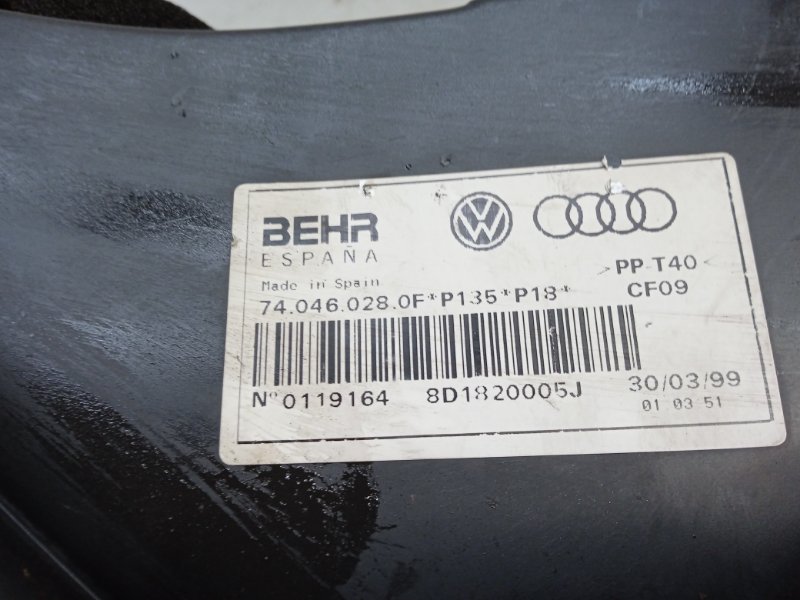 BEHR
ESPAÑA
Made in Spain
74.046.028.0F*P135*P18*
>PP-T40<
CF09
Nº0119164 8D1820005J 30/03/99
01 03 51